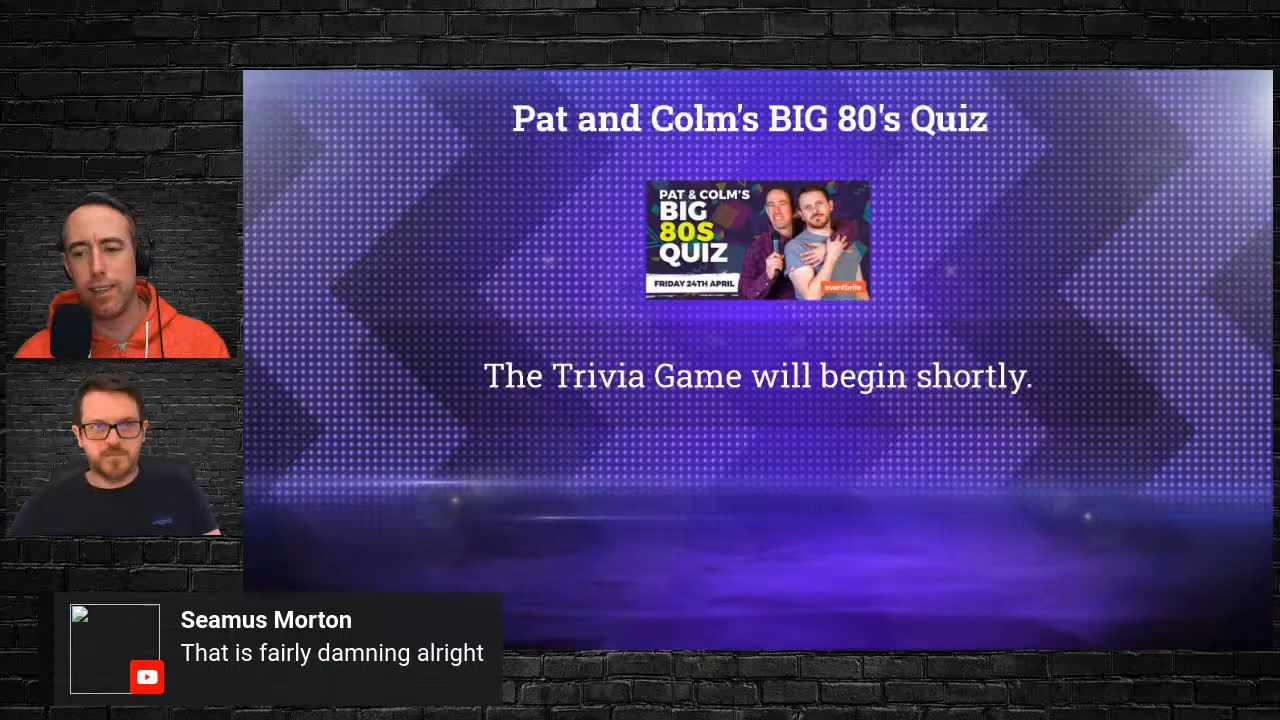 Pat and Colm's BIG 80's Quiz
PAT & COLM'S
BIG
80S
QUIZ
FRIDAY 24TH APRIL
eventbrite
The Trivia Game will begin shortly.
Seamus Morton
That is fairly damning alright